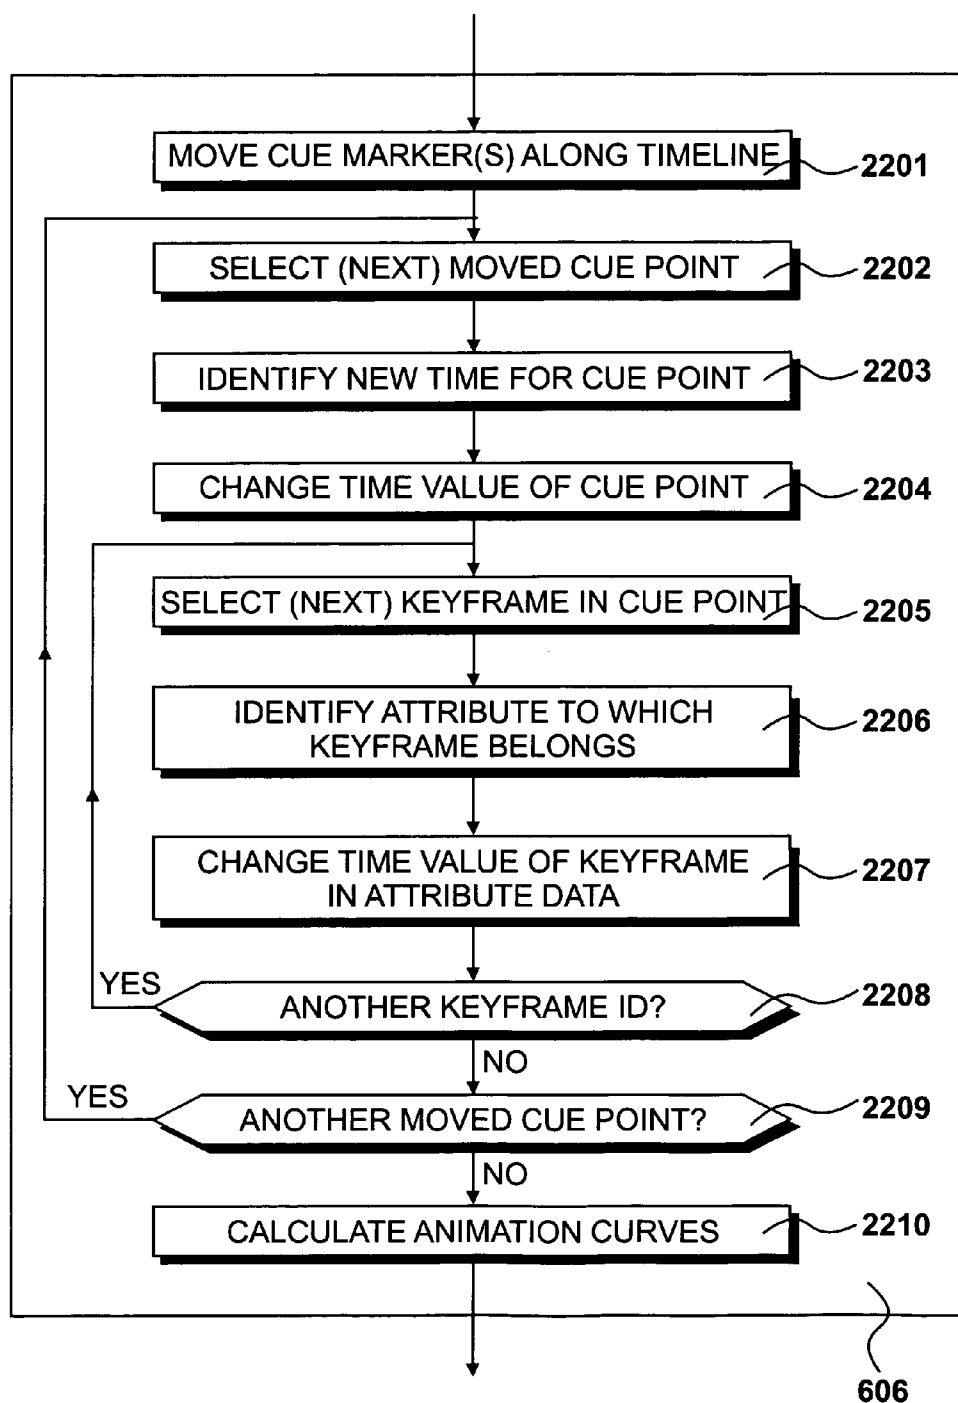 MOVE CUE MARKER(S) ALONG TIMELINE
2201
SELECT (NEXT) MOVED CUE POINT
2202
IDENTIFY NEW TIME FOR CUE POINT
2203
CHANGE TIME VALUE OF CUE POINT
2204
SELECT (NEXT) KEYFRAME IN CUE POINT
2205
IDENTIFY ATTRIBUTE TO WHICH
KEYFRAME BELONGS
2206
CHANGE TIME VALUE OF KEYFRAME
IN ATTRIBUTE DATA
2207
YES
ANOTHER KEYFRAME ID?
2208
NO
YES
ANOTHER MOVED CUE POINT?
2209
NO
CALCULATE ANIMATION CURVES
2210
606